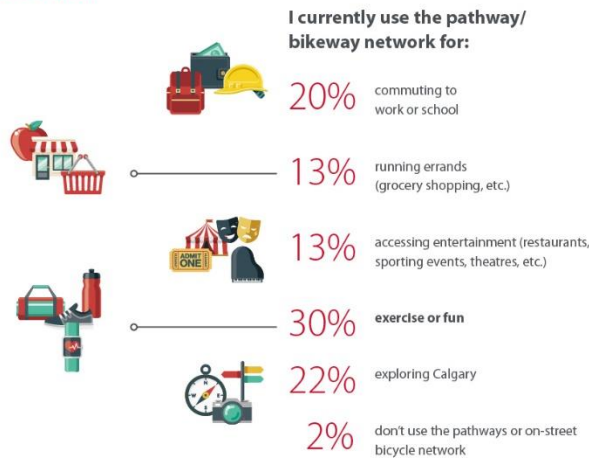 I currently use the pathway/
bikeway network for:
20% commuting to
work or school
13% running errands
(grocery shopping, etc.)
13% accessing entertainment (restaurants,
sporting events, theatres, etc.)
ADMIT
ONE
30% exercise or fun
N
W E
S
22% exploring Calgary
2% don't use the pathways or on-street
bicycle network